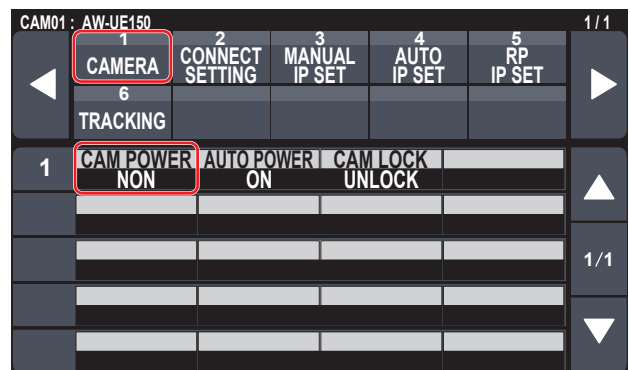 CAM01 : AW-UE150 1 / 1
1 2 3 4 5
CAMERA CONNECT SETTING MANUAL IP SET AUTO IP SET RP IP SET
6
TRACKING
1 CAM POWER AUTO POWER CAM LOCK
NON ON UNLOCK
1/1